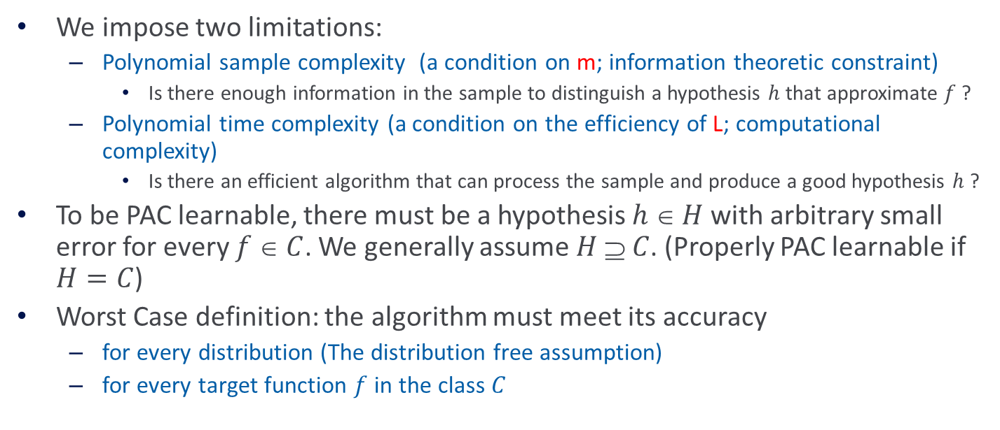 • We impose two limitations:
– Polynomial sample complexity (a condition on m; information theoretic constraint)
• Is there enough information in the sample to distinguish a hypothesis h that approximate f ?
– Polynomial time complexity (a condition on the efficiency of L; computational
complexity)
• Is there an efficient algorithm that can process the sample and produce a good hypothesis h ?
• To be PAC learnable, there must be a hypothesis h ∈ H with arbitrary small
error for every f ∈ C. We generally assume H ⊇ C. (Properly PAC learnable if
H = C)
• Worst Case definition: the algorithm must meet its accuracy
– for every distribution (The distribution free assumption)
– for every target function f in the class C